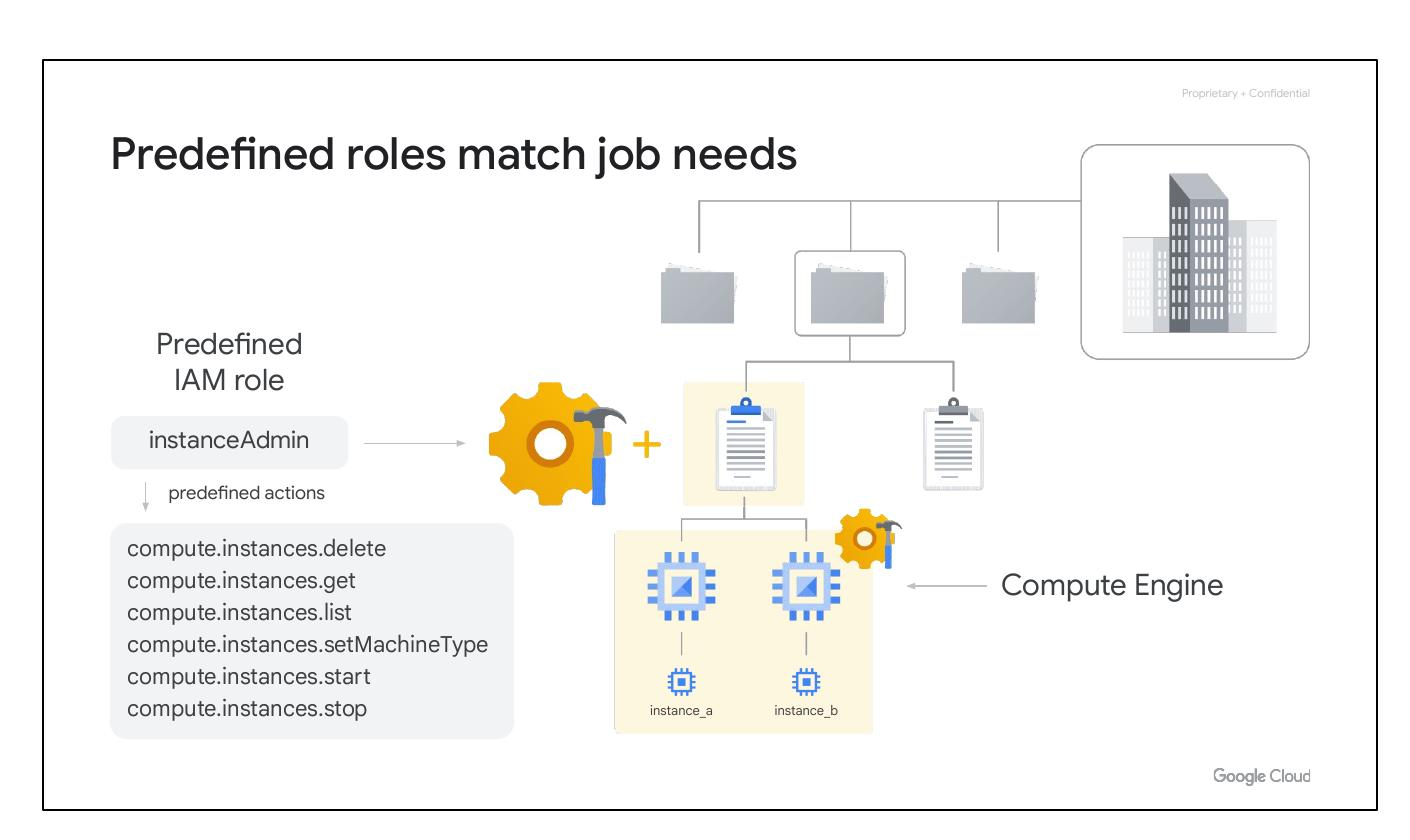 Proprietary + Confidential
Predefined roles match job needs
Predefined
IAM role
instanceAdmin
predefined actions
compute.instances.delete
compute.instances.get
compute.instances.list
compute.instances.setMachineType
compute.instances.start
compute.instances.stop
Compute Engine
instance_a
instance_b
Google Cloud